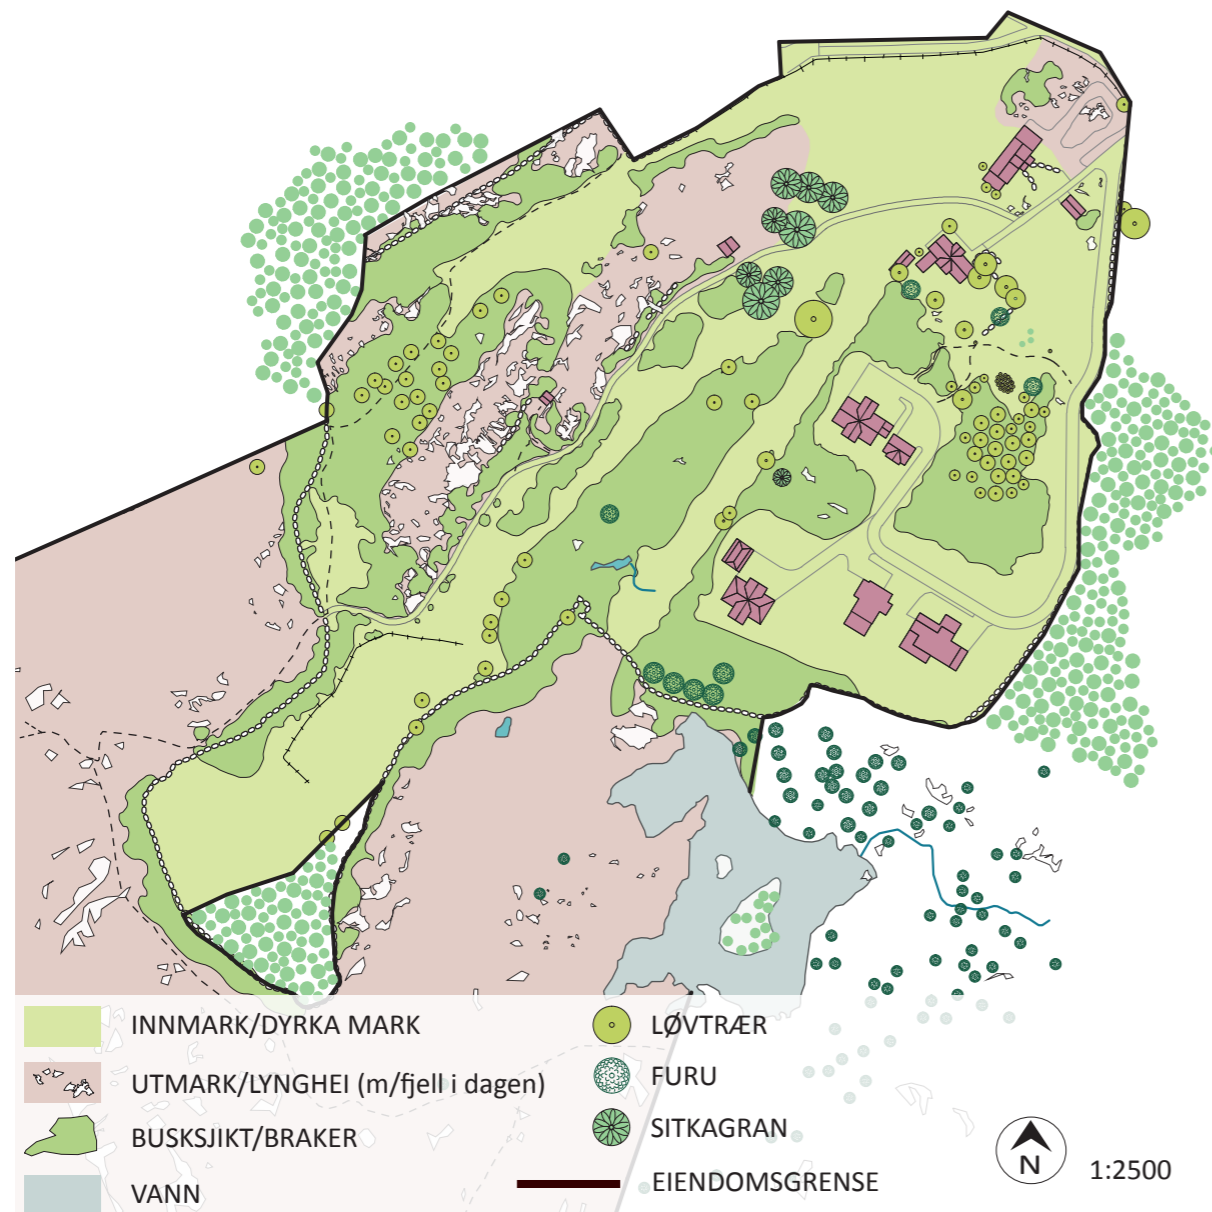 INNMARK/DYRKA MARK
UTMARK/LYNGHEI (m/fjell i dagen)
BUSKSJIKT/BRAKER
VANN
LØVTRÆR
FURU
SITKAGRAN
EIENDOMSGRENSE
N
1:2500